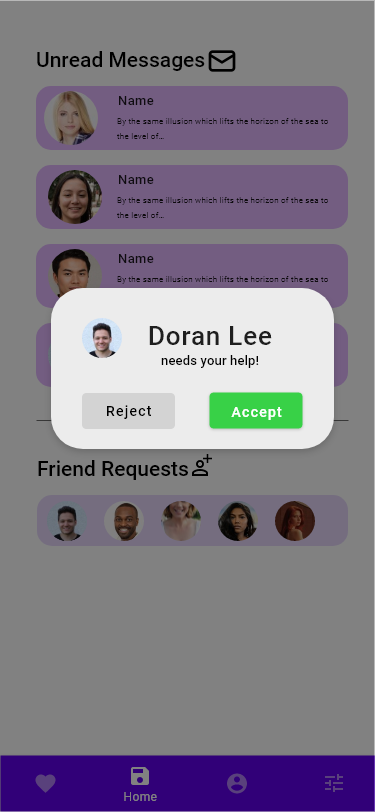 Unread Messages
Name
By the same illusion which lifts the horizon of the sea to
the level of...
Name
By the same illusion which lifts the horizon of the sea to
the level of...
Name
By the same illusion which lifts the horizon of the sea to
Doran Lee
needs your help!
Reject
Accept
Friend Requests
Home